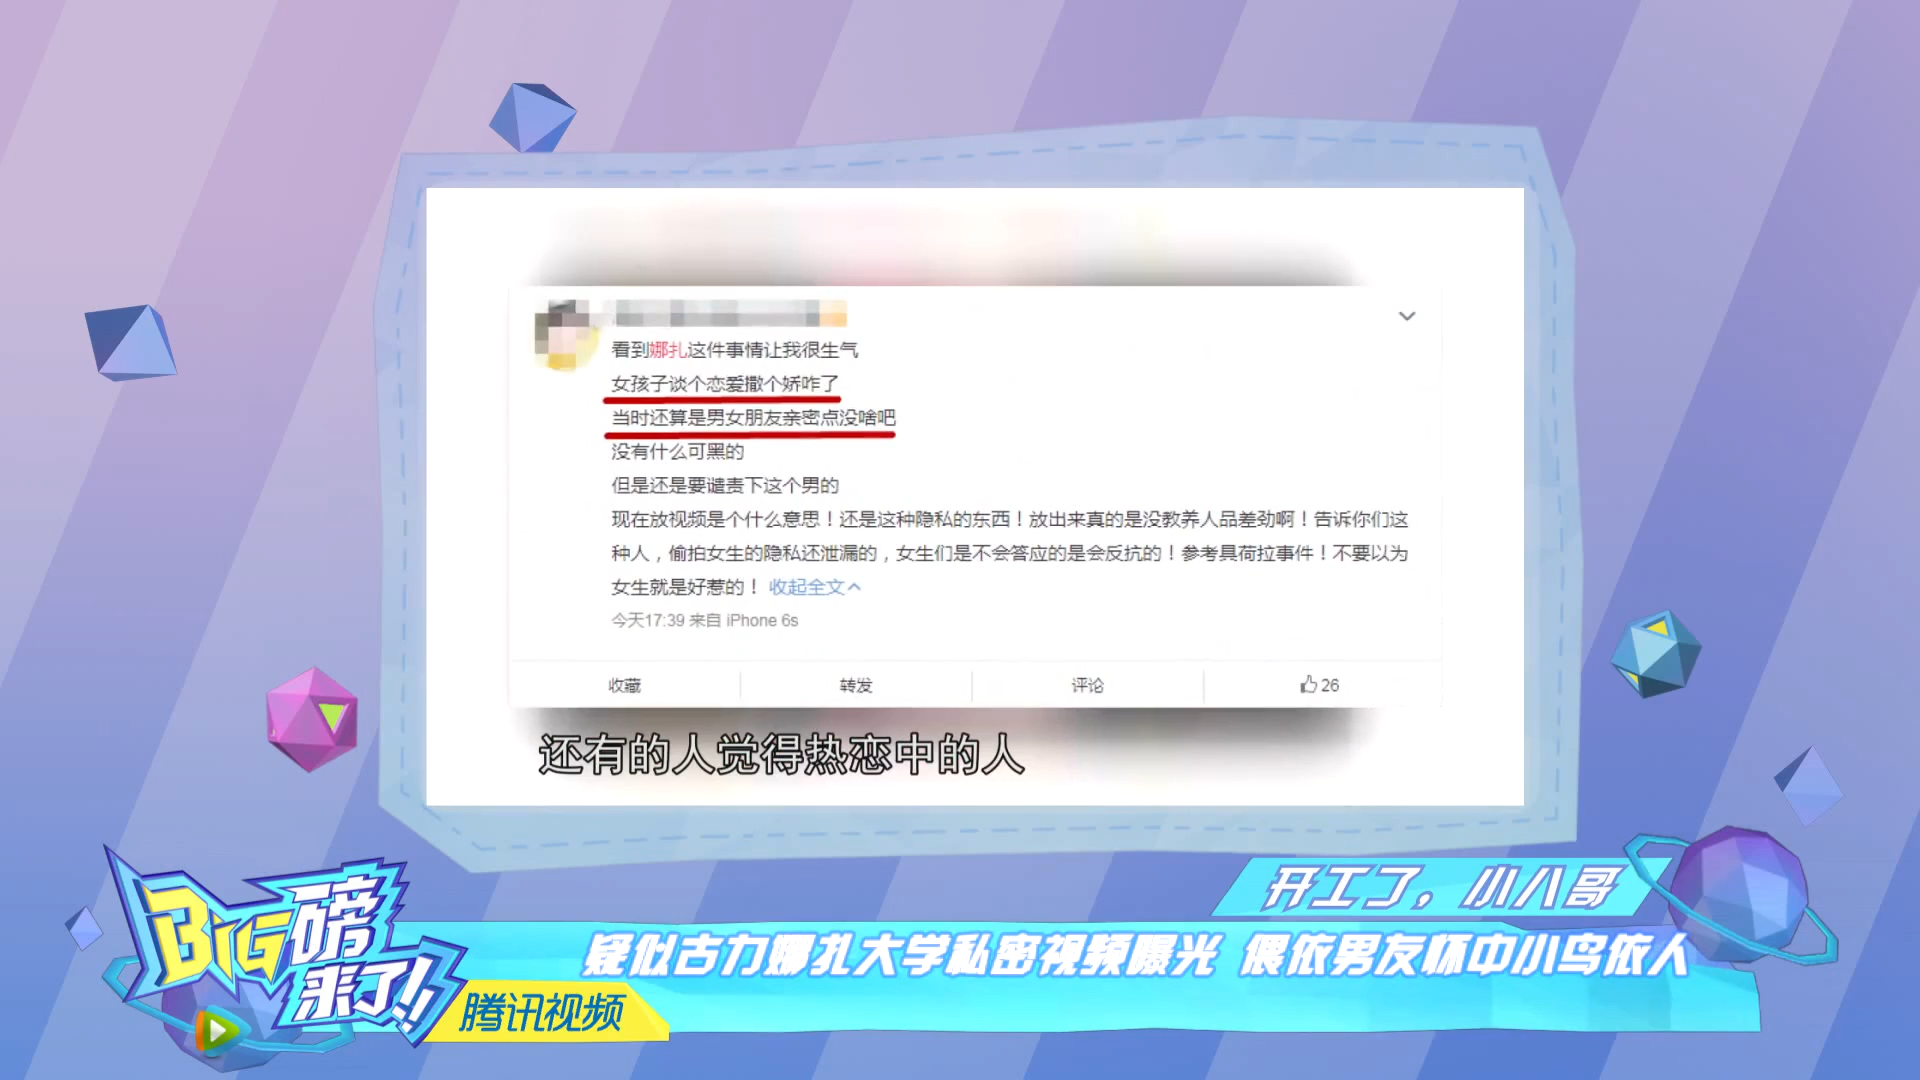 看到娜扎这件事情让我很生气
女孩子谈个恋爱撒个娇咋了
当时还算是男女朋友亲密点没啥吧
没有什么可黑的
但是还是要谴责下这个男的
现在放视频是个什么意思！还是这种隐私的东西！放出来真的是没教养人品差劲啊！告诉你们这
种人，偷拍女生的隐私还泄漏的，女生们是不会答应的是会反抗的！参考具荷拉事件！不要以为
女生就是好惹的！ 收起全文
今天17:39 来自 iPhone 6s
收藏 转发 评论 26
还有的人觉得热恋中的人
开工了，小八哥
BIG磅来了!!
疑似古力娜扎大学私密视频曝光 偎依男友怀中小鸟依人
腾讯视频